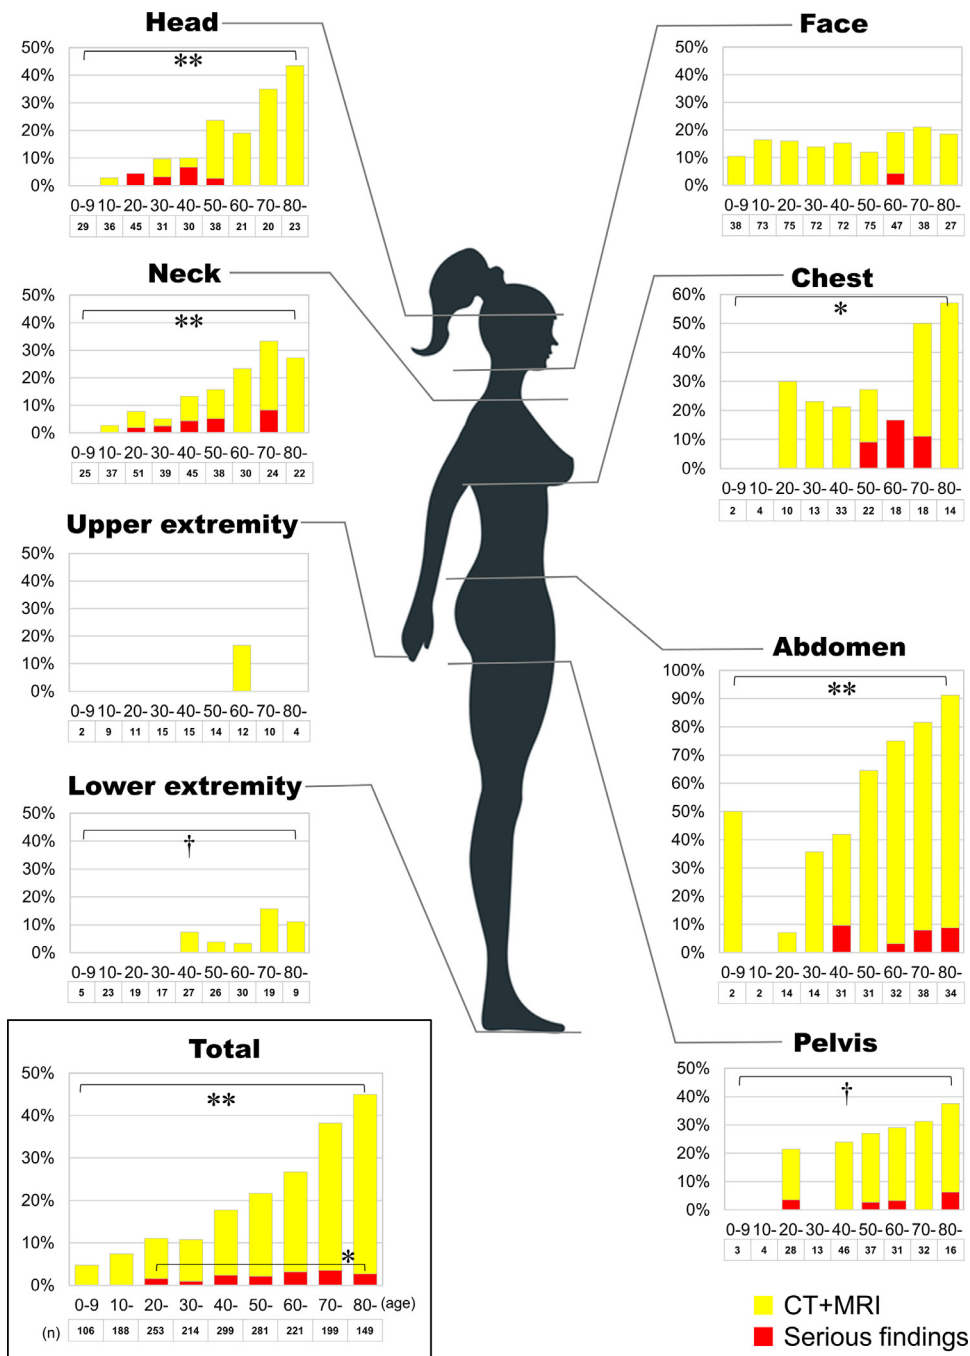 Head
50%
40%
30%
20%
10%
0%
**
0-9 10- 20- 30- 40- 50- 60- 70- 80-
29 36 45 31 30 38 21 20 23
Face
50%
40%
30%
20%
10%
0%
0-9 10- 20- 30- 40- 50- 60- 70- 80-
38 73 75 72 72 75 47 38 27
Neck
50%
40%
30%
20%
10%
0%
**
0-9 10- 20- 30- 40- 50- 60- 70- 80-
25 37 51 39 45 38 30 24 22
Chest
60%
50%
40%
30%
20%
10%
0%
*
0-9 10- 20- 30- 40- 50- 60- 70- 80-
2 4 10 13 33 22 18 18 14
Upper extremity
50%
40%
30%
20%
10%
0%
0-9 10- 20- 30- 40- 50- 60- 70- 80-
2 9 11 15 15 14 12 10 4
Abdomen
100%
90%
80%
70%
60%
50%
40%
30%
20%
10%
0%
**
0-9 10- 20- 30- 40- 50- 60- 70- 80-
2 2 14 14 31 31 32 38 34
Lower extremity
50%
40%
30%
20%
10%
0%
†
0-9 10- 20- 30- 40- 50- 60- 70- 80-
5 23 19 17 27 26 30 19 9
Pelvis
50%
40%
30%
20%
10%
0%
†
0-9 10- 20- 30- 40- 50- 60- 70- 80-
3 4 28 13 46 37 31 32 16
Total
50%
40%
30%
20%
10%
0%
**
*
0-9 10- 20- 30- 40- 50- 60- 70- 80- (age)
(n) 106 188 253 214 299 281 221 199 149
CT+MRI
Serious findings